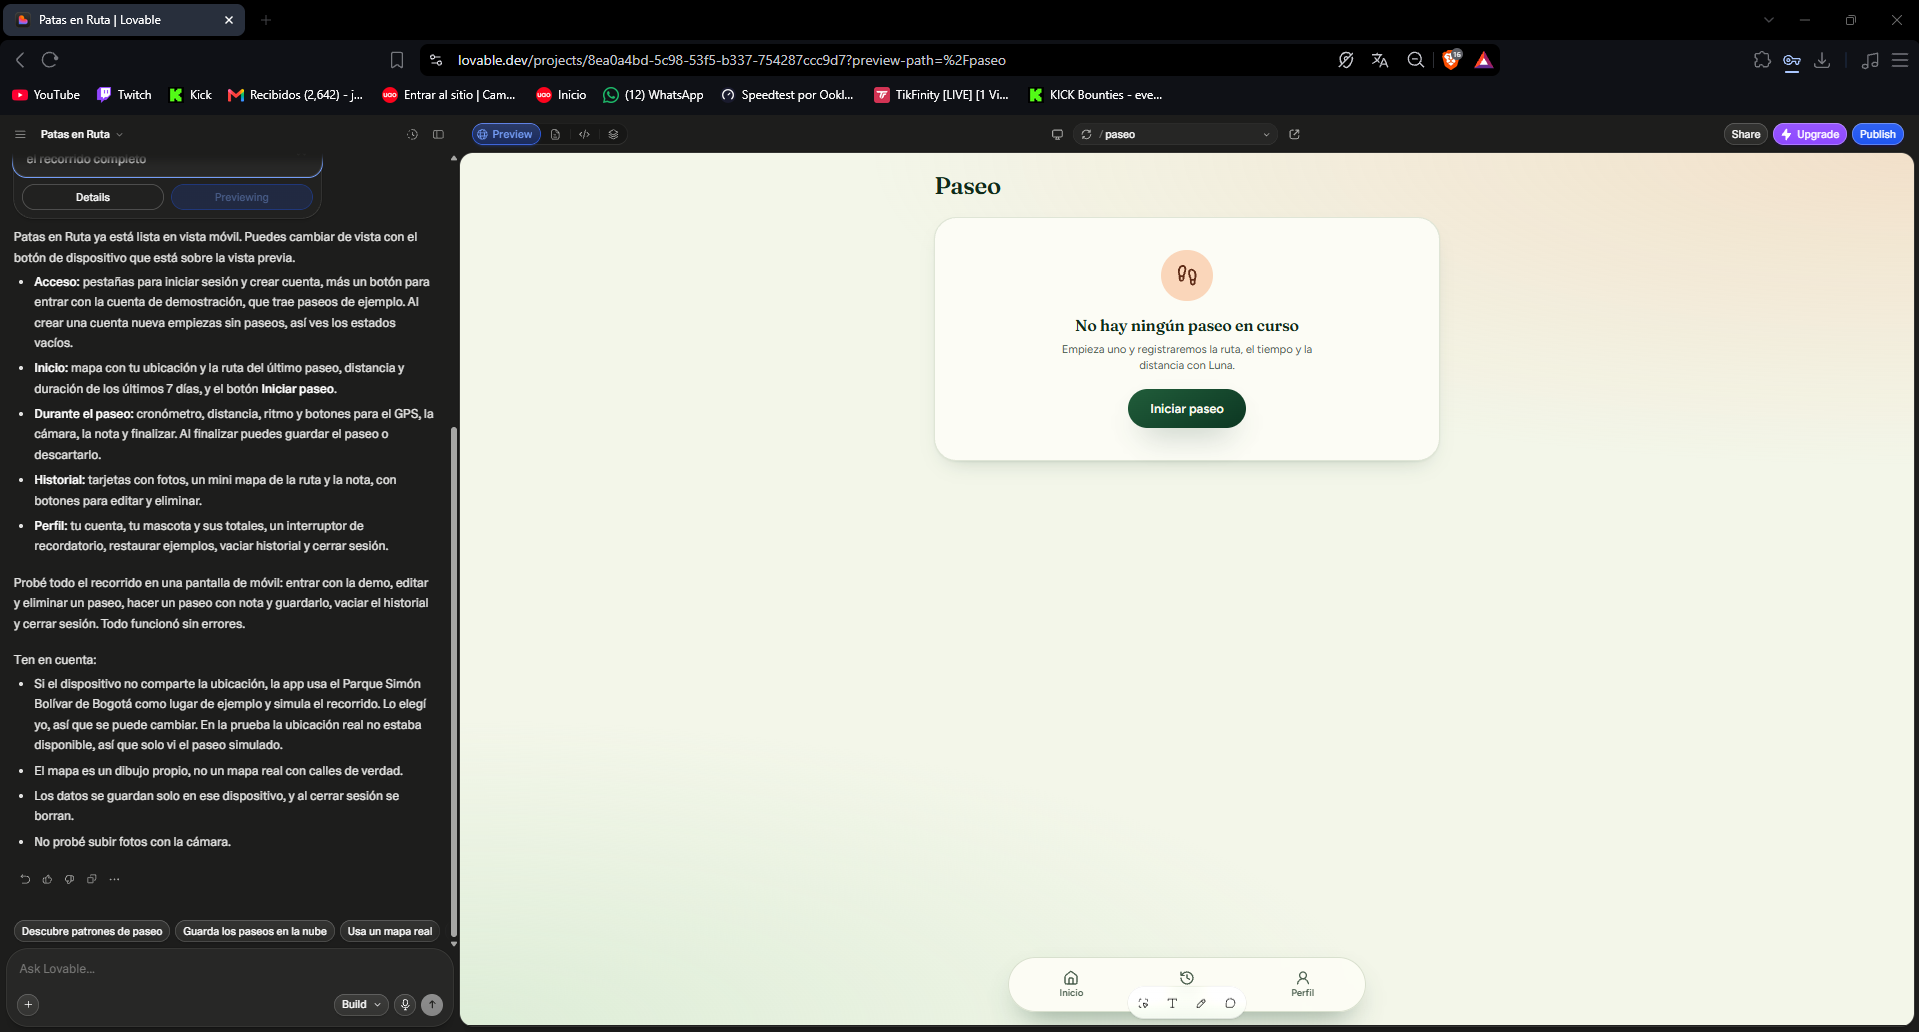 Patas en Ruta | Lovable
lovable.dev/projects/8ea0a4bd-5c98-53f5-b337-754287ccc9d7?preview-path=%2Fpaseo
16
YouTube
Twitch
Kick
Recibidos (2,642) - j...
Entrar al sitio | Cam...
Inicio
(12) WhatsApp
Speedtest por Ookl...
TikFinity [LIVE] [1 Vi...
KICK Bounties - eve...
Patas en Ruta
Preview
/ paseo
Share
Upgrade
Publish
el recorrido completo
Details
Previewing
Patas en Ruta ya está lista en vista móvil. Puedes cambiar de vista con el
botón de dispositivo que está sobre la vista previa.
• Acceso: pestañas para iniciar sesión y crear cuenta, más un botón para
entrar con la cuenta de demostración, que trae paseos de ejemplo. Al
crear una cuenta nueva empiezas sin paseos, así ves los estados
vacíos.
• Inicio: mapa con tu ubicación y la ruta del último paseo, distancia y
duración de los últimos 7 días, y el botón Iniciar paseo.
• Durante el paseo: cronómetro, distancia, ritmo y botones para el GPS, la
cámara, la nota y finalizar. Al finalizar puedes guardar el paseo o
descartarlo.
• Historial: tarjetas con fotos, un mini mapa de la ruta y la nota, con
botones para editar y eliminar.
• Perfil: tu cuenta, tu mascota y sus totales, un interruptor de
recordatorio, restaurar ejemplos, vaciar historial y cerrar sesión.
Probé todo el recorrido en una pantalla de móvil: entrar con la demo, editar
y eliminar un paseo, hacer un paseo con nota y guardarlo, vaciar el historial
y cerrar sesión. Todo funcionó sin errores.
Ten en cuenta:
• Si el dispositivo no comparte la ubicación, la app usa el Parque Simón
Bolívar de Bogotá como lugar de ejemplo y simula el recorrido. Lo elegí
yo, así que se puede cambiar. En la prueba la ubicación real no estaba
disponible, así que solo vi el paseo simulado.
• El mapa es un dibujo propio, no un mapa real con calles de verdad.
• Los datos se guardan solo en ese dispositivo, y al cerrar sesión se
borran.
• No probé subir fotos con la cámara.
Descubre patrones de paseo
Guarda los paseos en la nube
Usa un mapa real
Ask Lovable...
Build
Paseo
No hay ningún paseo en curso
Empieza uno y registraremos la ruta, el tiempo y la
distancia con Luna.
Iniciar paseo
Inicio
Perfil